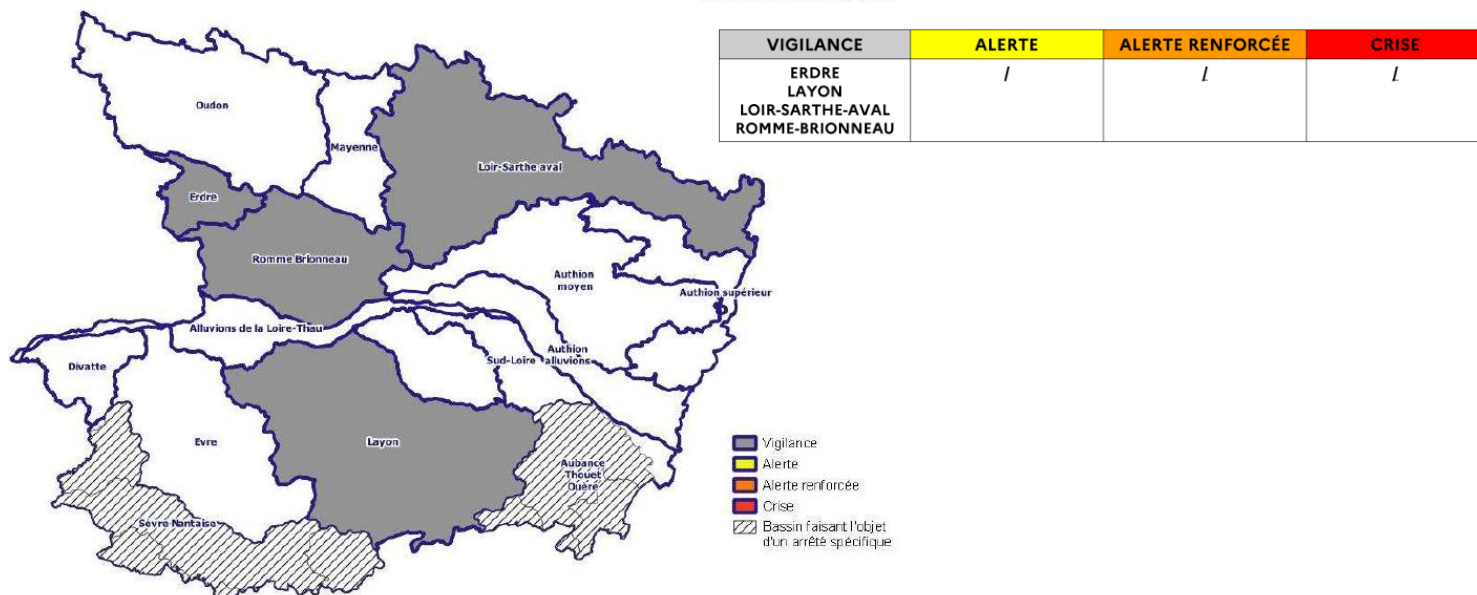 VIGILANCE
ALERTE
ALERTE RENFORCÉE
CRISE
ERDRE
LAYON
LOIR-SARTHE-AVAL
ROMME-BRIONNEAU
/
/
/
Oudon
Mayenne
Loir-Sarthe aval
Erdre
Romme Brionneau
Authion
moyen
Authion supérieur
Alluvions de la Loire-Thau
Authion
alluvions
Sud-Loire
Divatte
Evre
Layon
Aubance
Thouet
Ouère
Sèvre Nantaise
Vigilance
Alerte
Alerte renforcée
Crise
Bassin faisant l'objet
d'un arrêté spécifique